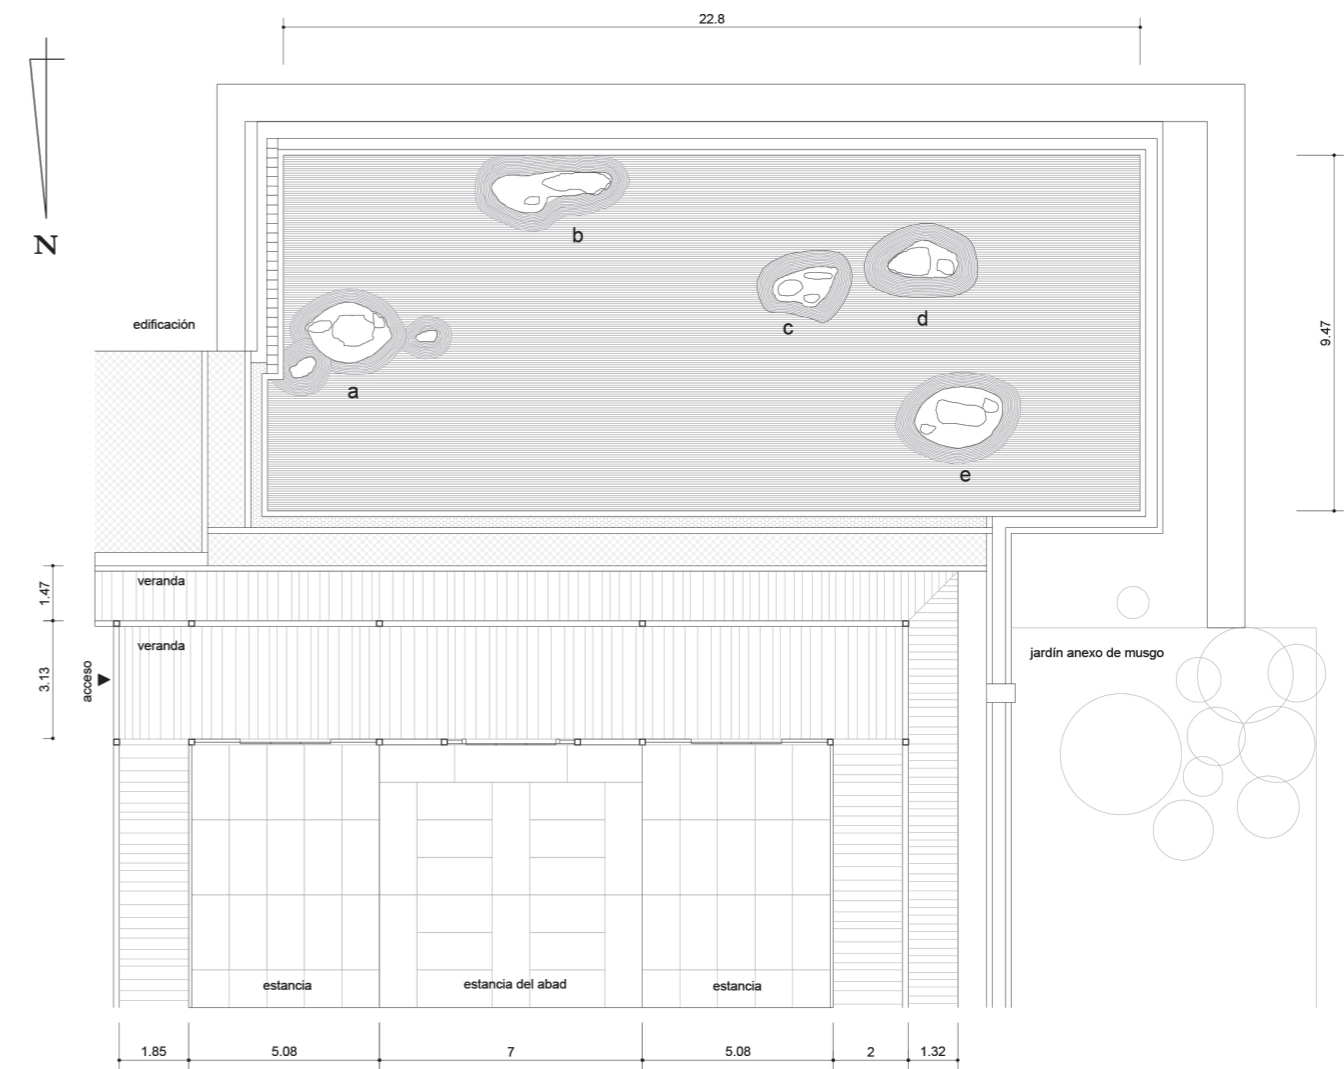 22.8
N
b
d
c
edificación
9.47
a
e
veranda
1.47
veranda
jardín anexo de musgo
acceso
3.13
estancia
estancia del abad
estancia
1.85
5.08
7
5.08
2
1.32